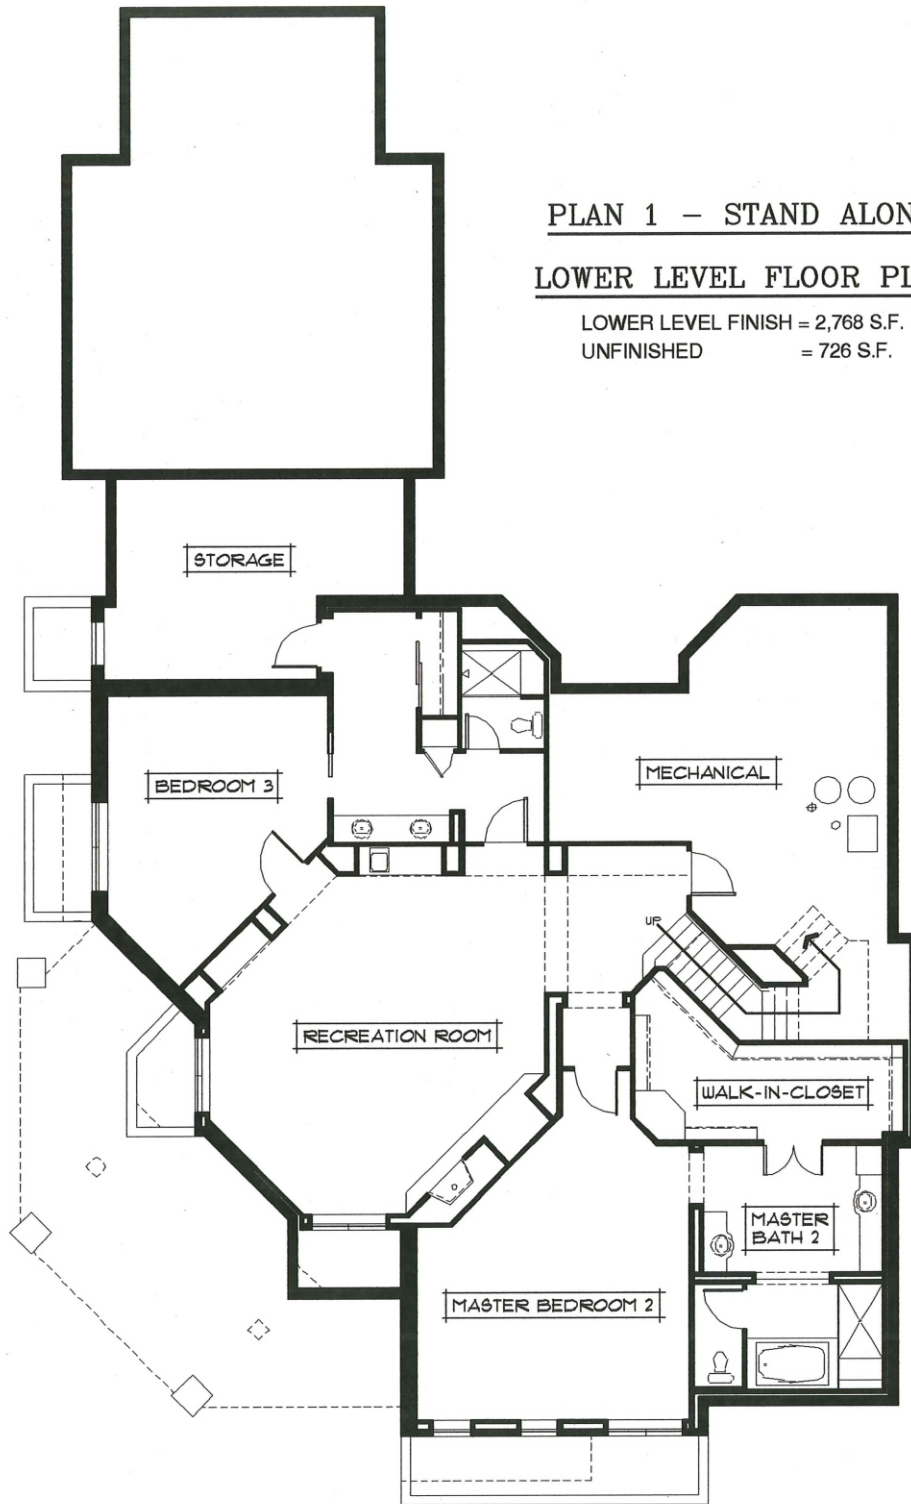 PLAN 1 – STAND ALON
LOWER LEVEL FLOOR PL
LOWER LEVEL FINISH = 2,768 S.F.
UNFINISHED = 726 S.F.
STORAGE
BEDROOM 3
MECHANICAL
UP
RECREATION ROOM
WALK-IN-CLOSET
MASTER
BATH 2
MASTER BEDROOM 2